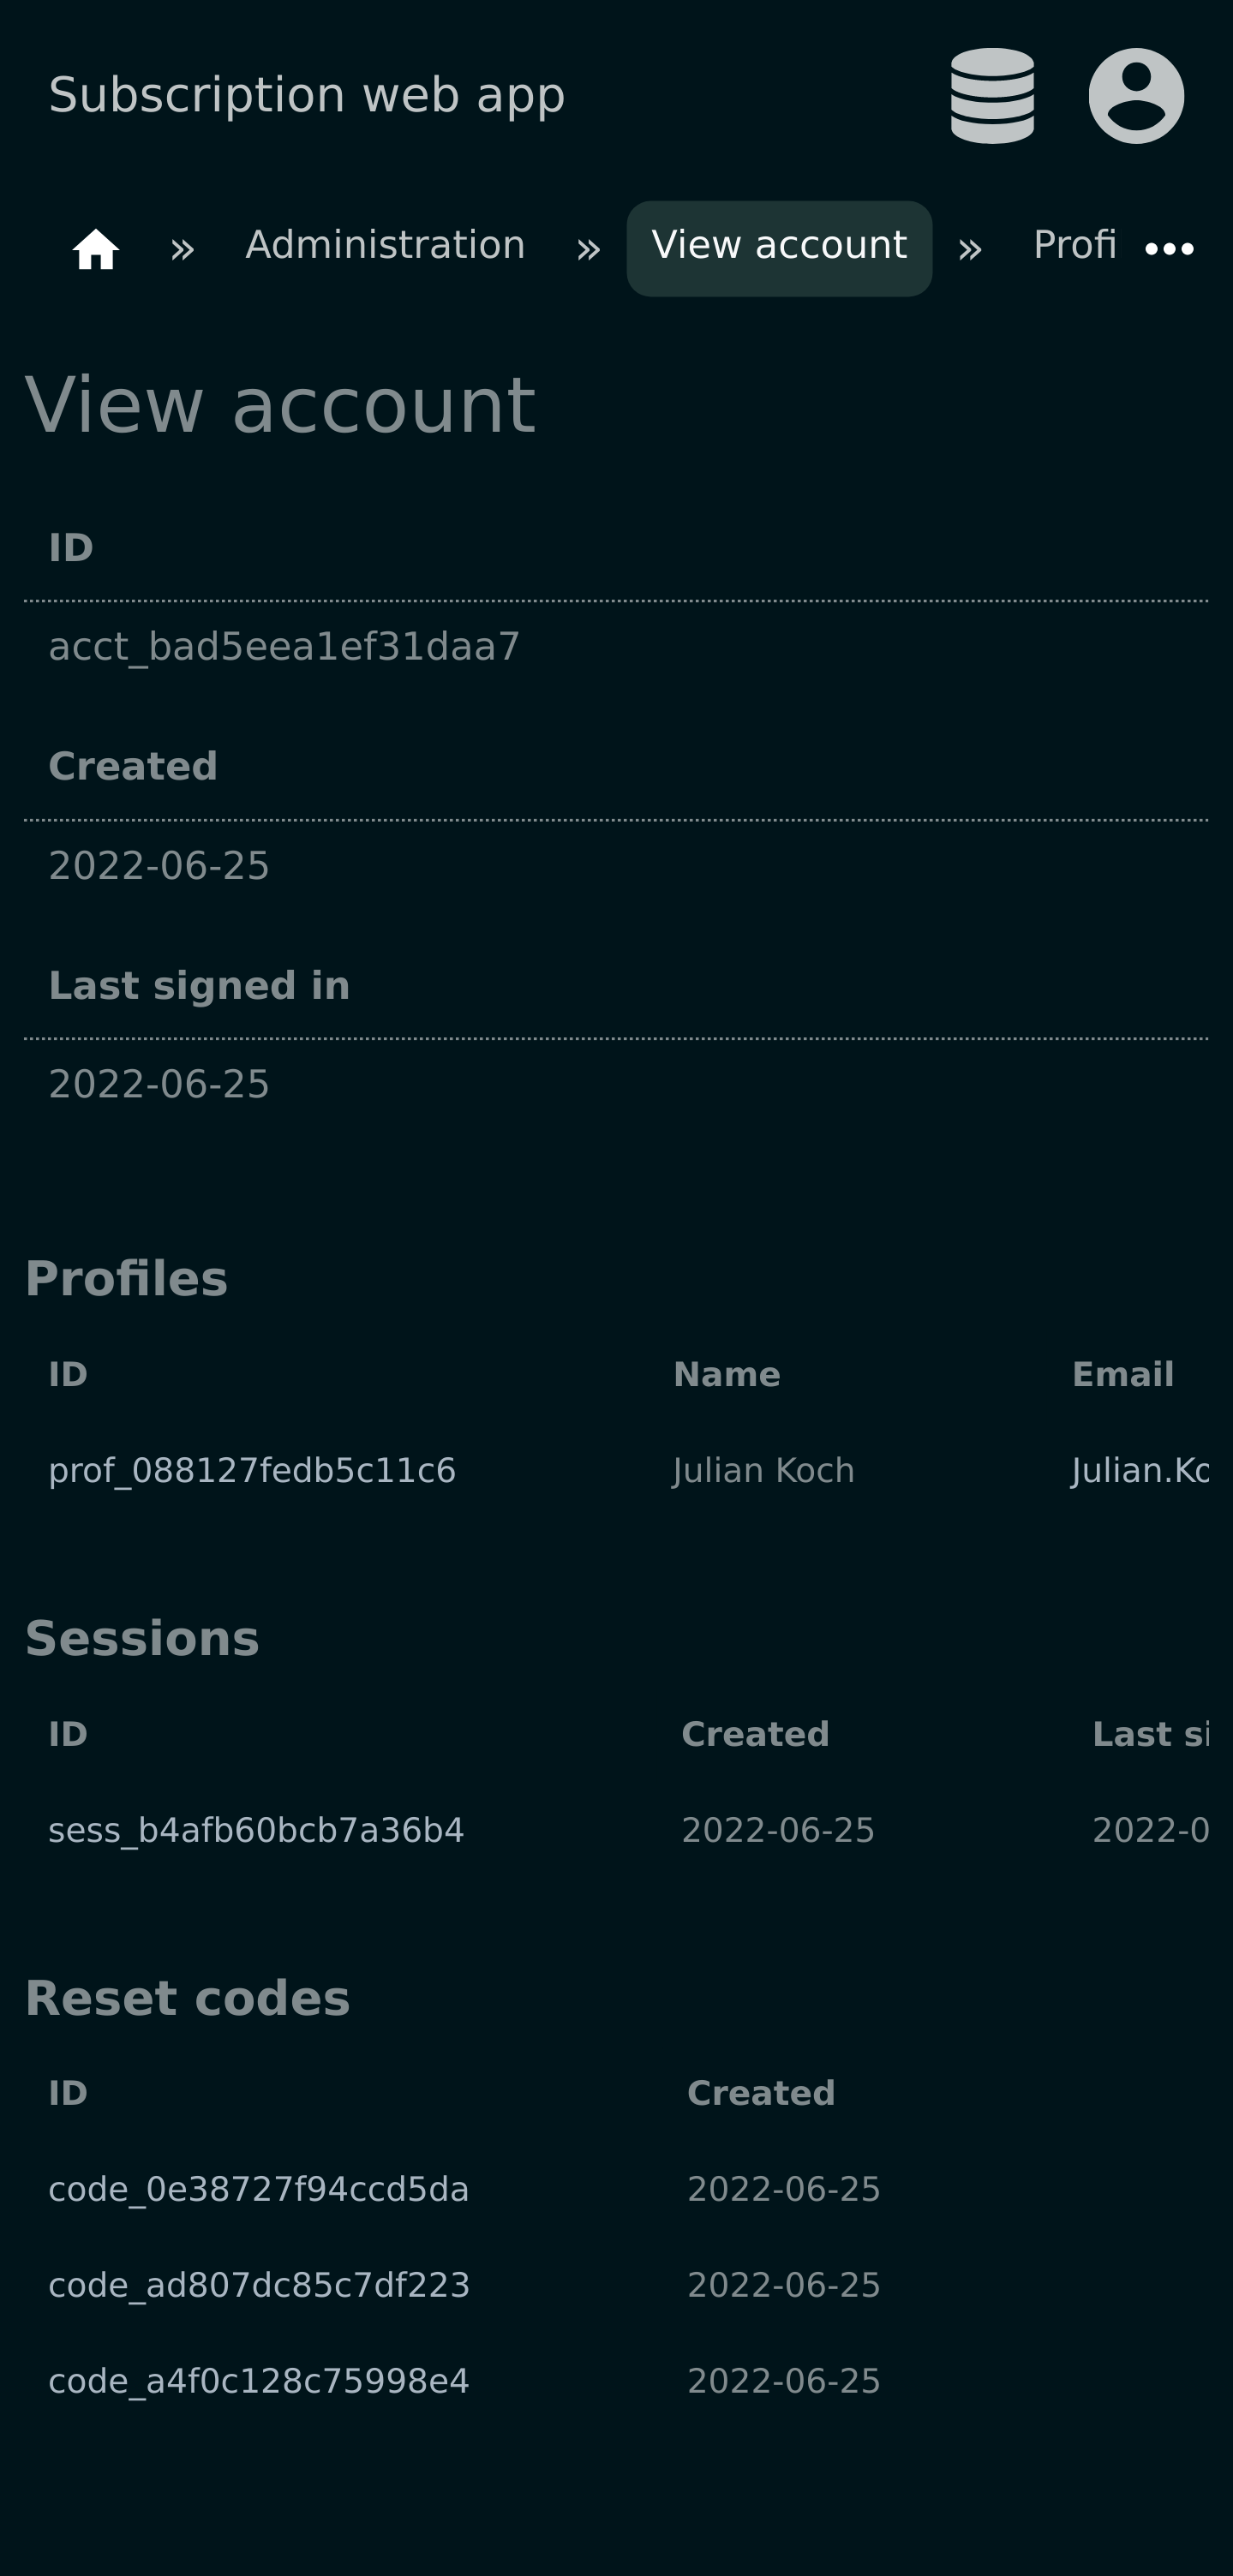 Subscription web app
» Administration » View account » Profi
View account
ID
acct_bad5eea1ef31daa7
Created
2022-06-25
Last signed in
2022-06-25
Profiles
ID Name Email
prof_088127fedb5c11c6 Julian Koch Julian.Kc
Sessions
ID Created Last si
sess_b4afb60bcb7a36b4 2022-06-25 2022-0
Reset codes
ID Created
code_0e38727f94ccd5da 2022-06-25
code_ad807dc85c7df223 2022-06-25
code_a4f0c128c75998e4 2022-06-25